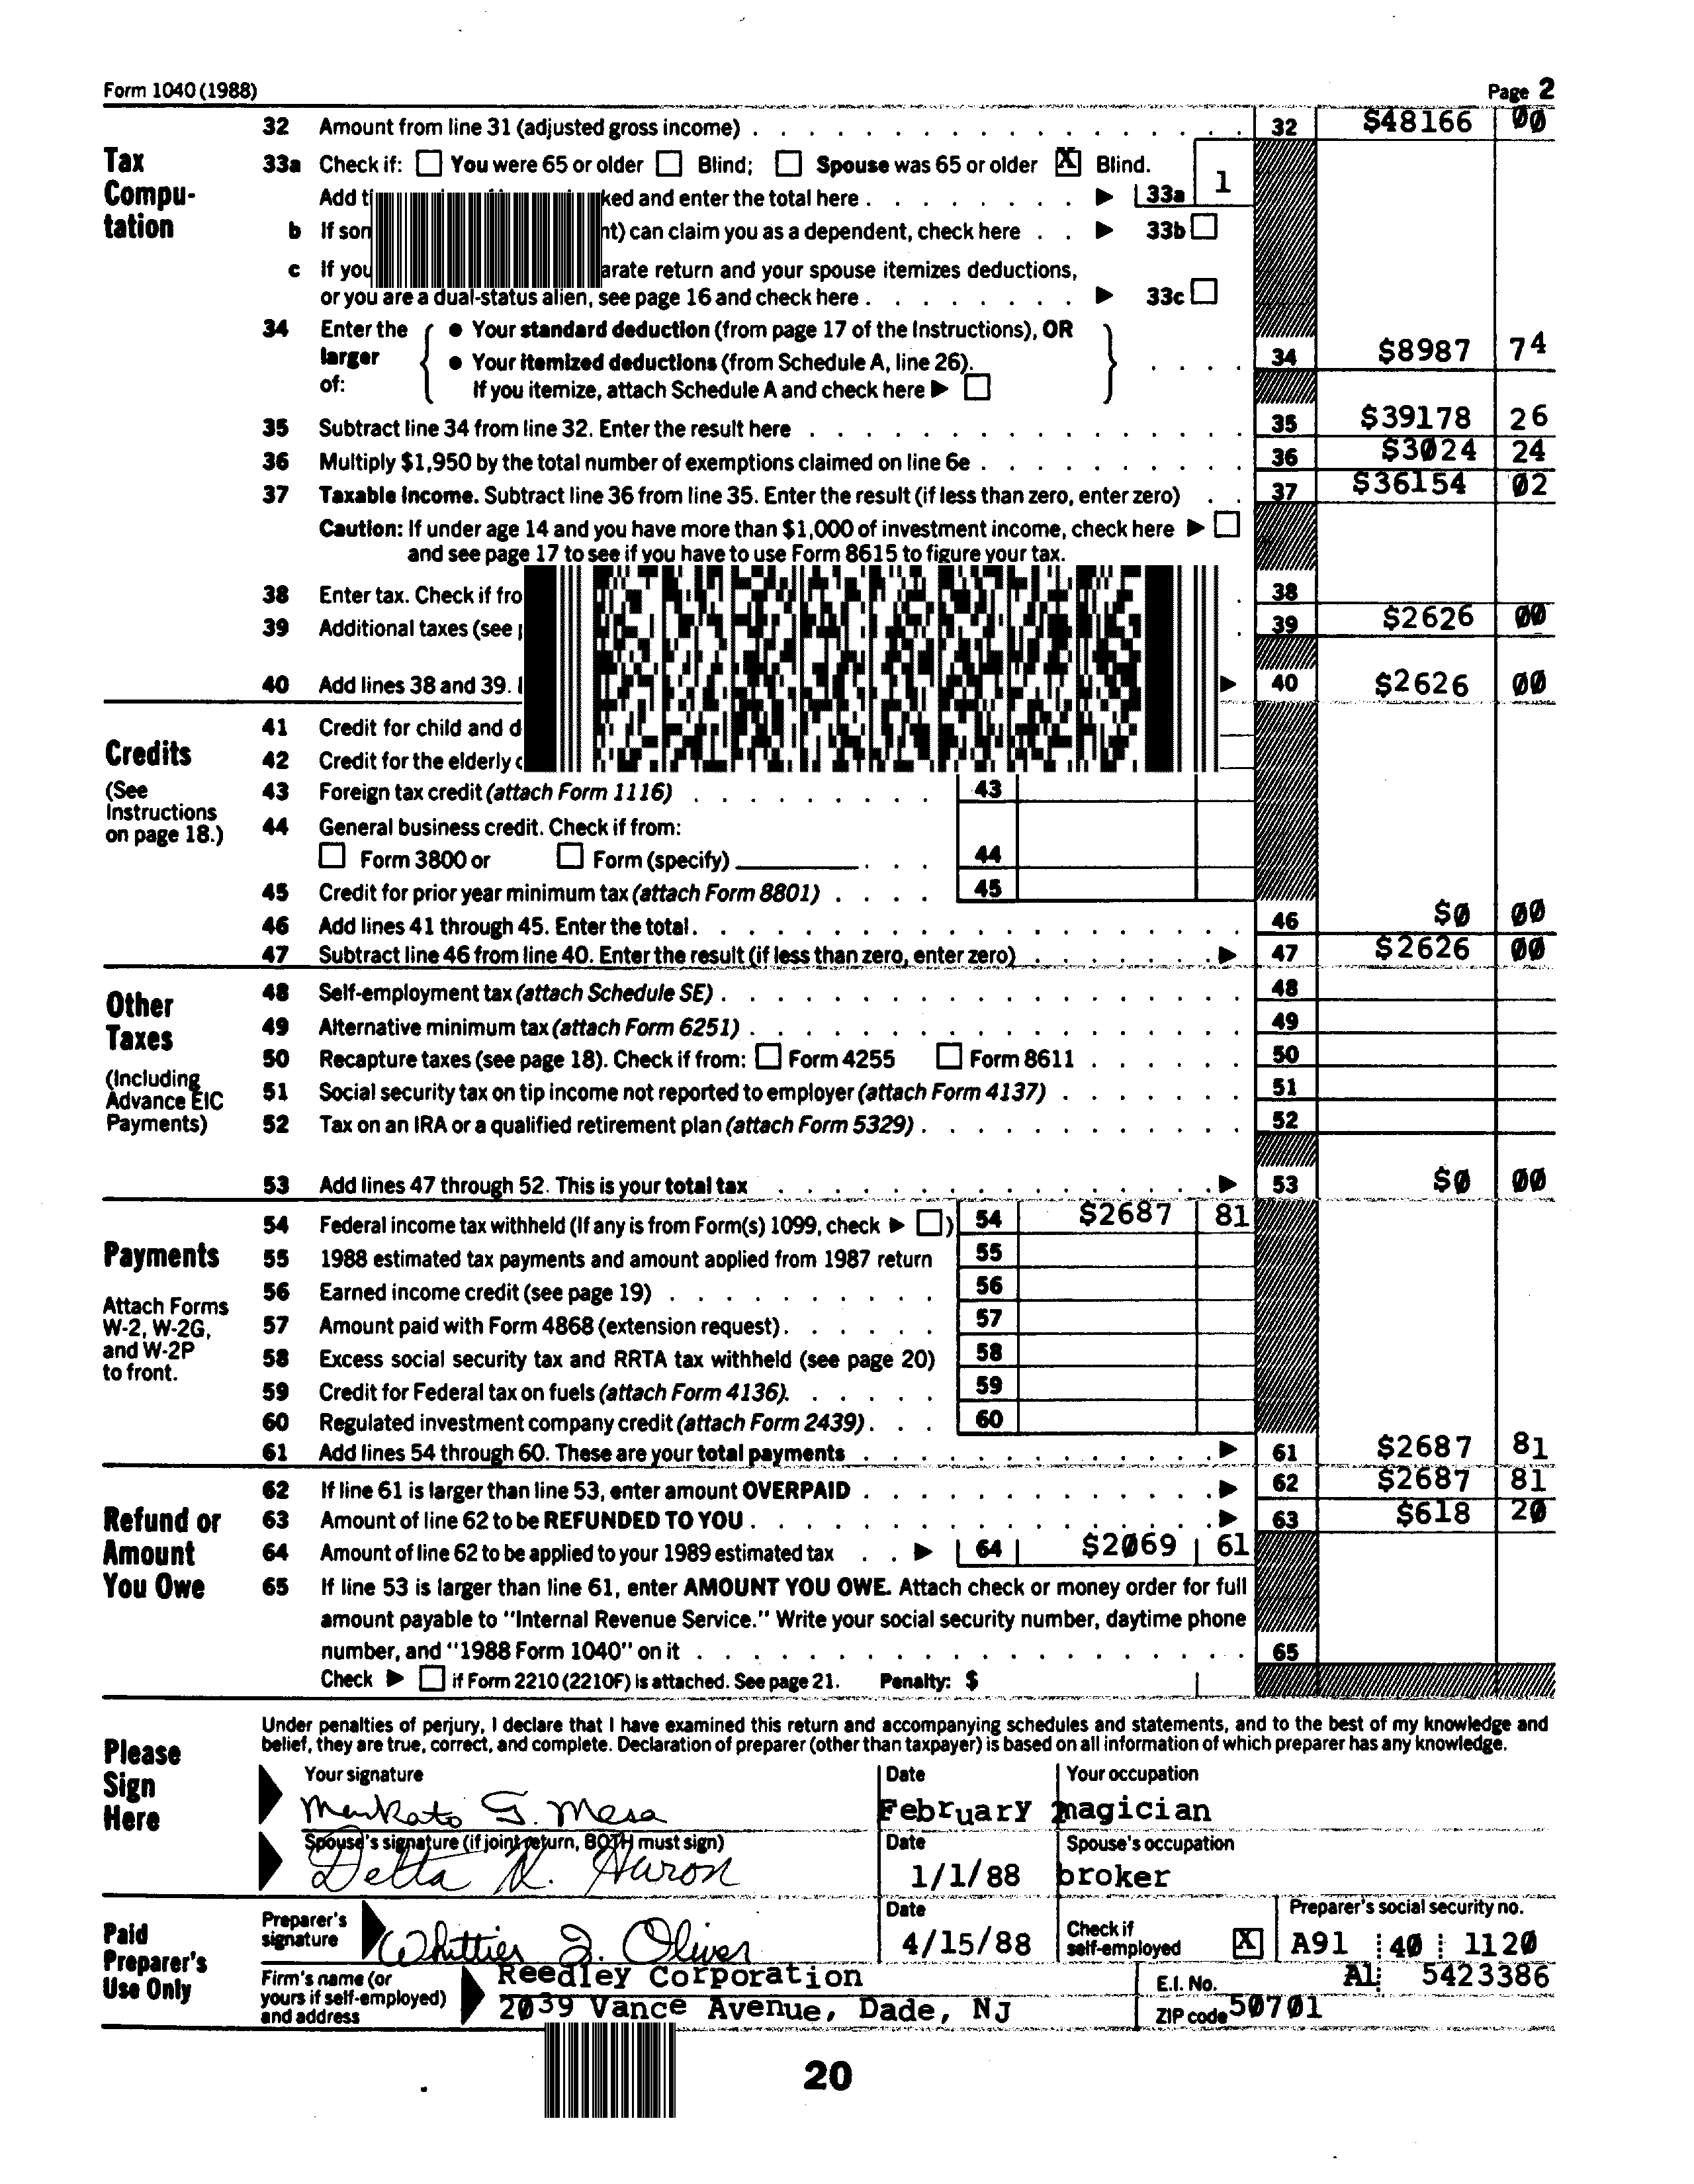 Form 1040 (1988) Page 2
32 Amount from line 31 (adjusted gross income) 32 $48166 00
Tax Compu-tation
33a Check if: You were 65 or older Blind; Spouse was 65 or older X Blind.
Add ked and enter the total here 33a 1
b If can claim you as a dependent, check here 33b
c If you arate return and your spouse itemizes deductions,
or you are a dual-status alien, see page 16 and check here 33c
34 Enter the larger of: • Your standard deduction (from page 17 of the Instructions), OR
• Your itemized deductions (from Schedule A, line 26). 34 $8987 74
If you itemize, attach Schedule A and check here
35 Subtract line 34 from line 32. Enter the result here 35 $39178 26
36 Multiply $1,950 by the total number of exemptions claimed on line 6e 36 $3024 24
37 Taxable income. Subtract line 36 from line 35. Enter the result (if less than zero, enter zero) 37 $36154 02
Caution: If under age 14 and you have more than $1,000 of investment income, check here
and see page 17 to see if you have to use Form 8615 to figure your tax.
38 Enter tax. Check if fro 38
39 Additional taxes (see 39 $2626 00
40 Add lines 38 and 39. 40 $2626 00
Credits
(See Instructions on page 18.)
41 Credit for child and d
42 Credit for the elderly
43 Foreign tax credit (attach Form 1116) 43
44 General business credit. Check if from:
Form 3800 or Form (specify) 44
45 Credit for prior year minimum tax (attach Form 8801) 45
46 Add lines 41 through 45. Enter the total. 46 $0 00
47 Subtract line 46 from line 40. Enter the result (if less than zero, enter zero) 47 $2626 00
Other Taxes
(Including Advance EIC Payments)
48 Self-employment tax (attach Schedule SE) 48
49 Alternative minimum tax (attach Form 6251) 49
50 Recapture taxes (see page 18). Check if from: Form 4255 Form 8611 50
51 Social security tax on tip income not reported to employer (attach Form 4137) 51
52 Tax on an IRA or a qualified retirement plan (attach Form 5329) 52
53 Add lines 47 through 52. This is your total tax 53 $0 00
Payments
Attach Forms W-2, W-2G, and W-2P to front.
54 Federal income tax withheld (If any is from Form(s) 1099, check ) 54 $2687 81
55 1988 estimated tax payments and amount applied from 1987 return 55
56 Earned income credit (see page 19) 56
57 Amount paid with Form 4868 (extension request) 57
58 Excess social security tax and RRTA tax withheld (see page 20) 58
59 Credit for Federal tax on fuels (attach Form 4136) 59
60 Regulated investment company credit (attach Form 2439) 60
61 Add lines 54 through 60. These are your total payments 61 $2687 81
Refund or Amount You Owe
62 If line 61 is larger than line 53, enter amount OVERPAID 62 $2687 81
63 Amount of line 62 to be REFUNDED TO YOU 63 $618 20
64 Amount of line 62 to be applied to your 1989 estimated tax 64 $2069 61
65 If line 53 is larger than line 61, enter AMOUNT YOU OWE. Attach check or money order for full
amount payable to "Internal Revenue Service." Write your social security number, daytime phone
number, and "1988 Form 1040" on it 65
Check if Form 2210 (2210F) is attached. See page 21. Penalty: $
Please Sign Here
Under penalties of perjury, I declare that I have examined this return and accompanying schedules and statements, and to the best of my knowledge and
belief, they are true, correct, and complete. Declaration of preparer (other than taxpayer) is based on all information of which preparer has any knowledge.
Your signature Date Your occupation
Menkato G. Mesa February magician
Spouse's signature (if joint return, BOTH must sign) Date Spouse's occupation
Delta N. Aaron 1/1/88 broker
Paid Preparer's Use Only
Preparer's signature Date Check if self-employed X Preparer's social security no.
Whittier J. Oliver 4/15/88 A91 40 1120
Firm's name (or yours if self-employed) and address Reedley Corporation E.I. No. A1 5423386
2039 Vance Avenue, Dade, NJ ZIP code 50701
20